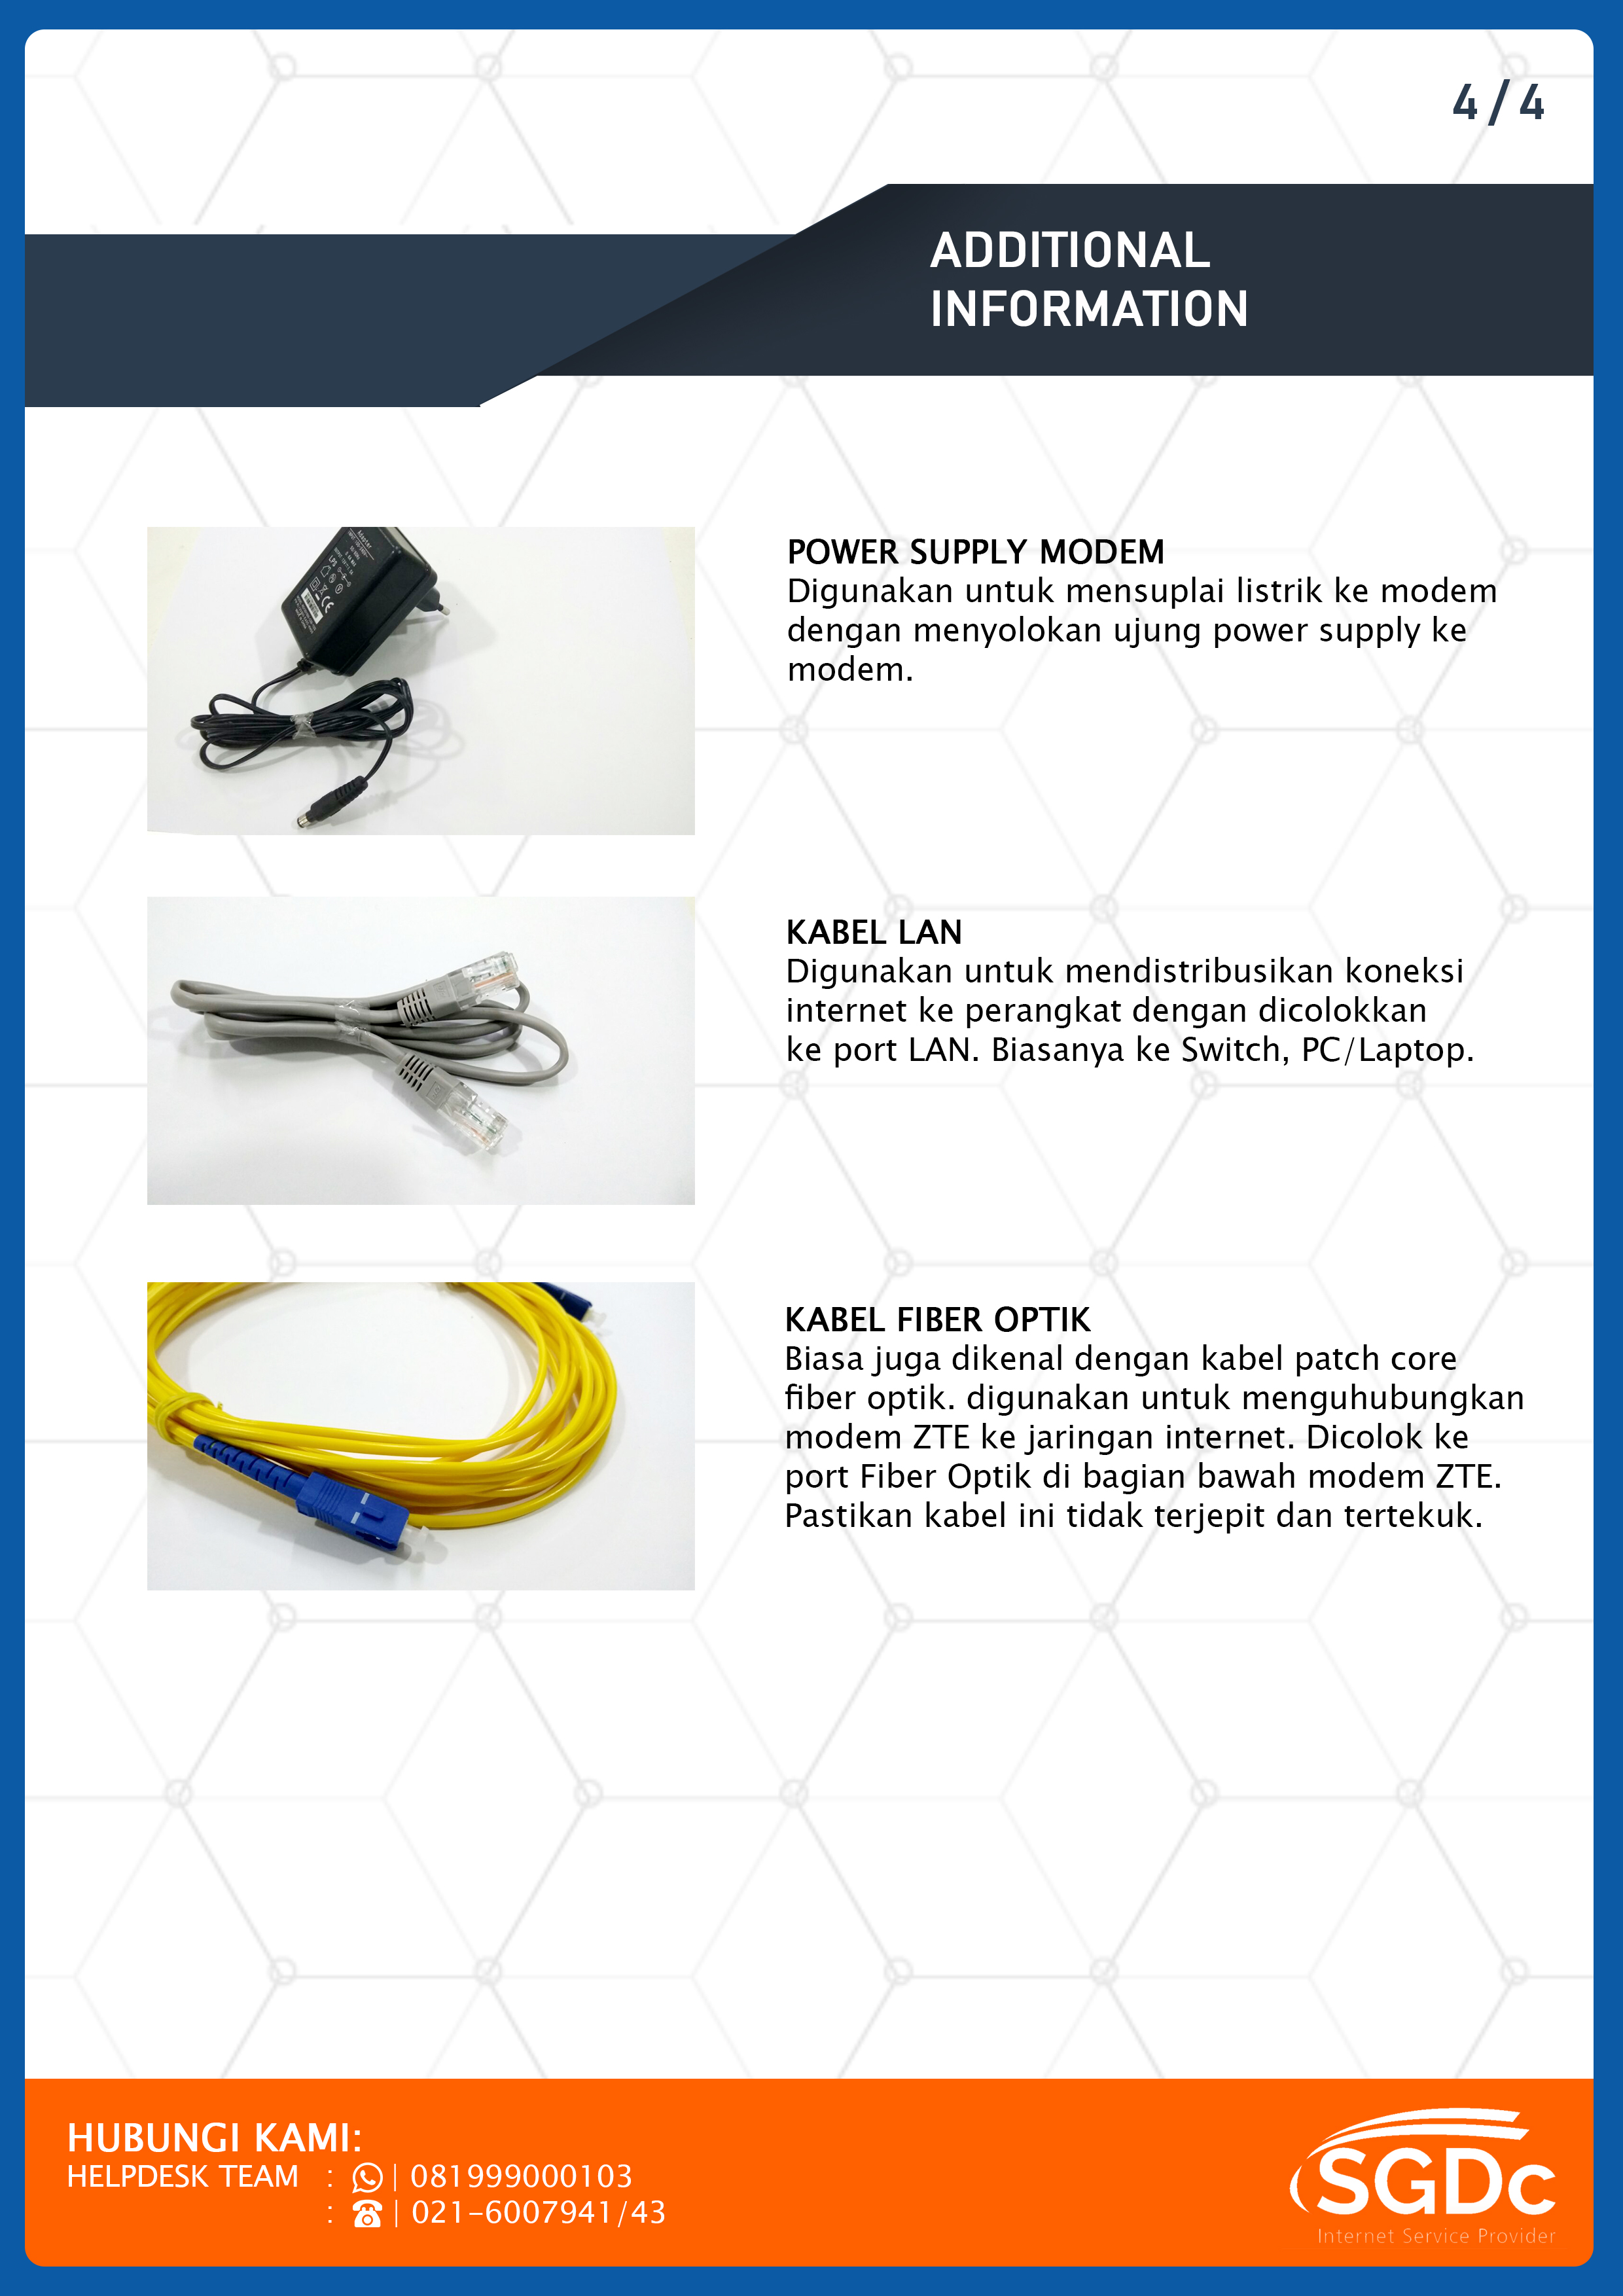 4/4
ADDITIONAL
INFORMATION
POWER SUPPLY MODEM
Digunakan untuk mensuplai listrik ke modem
dengan menyolokan ujung power supply ke
modem.
KABEL LAN
Digunakan untuk mendistribusikan koneksi
internet ke perangkat dengan dicolokkan
ke port LAN. Biasanya ke Switch, PC/Laptop.
KABEL FIBER OPTIK
Biasa juga dikenal dengan kabel patch core
fiber optik. digunakan untuk menguhubungkan
modem ZTE ke jaringan internet. Dicolok ke
port Fiber Optik di bagian bawah modem ZTE.
Pastikan kabel ini tidak terjepit dan tertekuk.
HUBUNGI KAMI:
HELPDESK TEAM : | 081999000103
: | 021-6007941/43
SGDc
Internet Service Provider